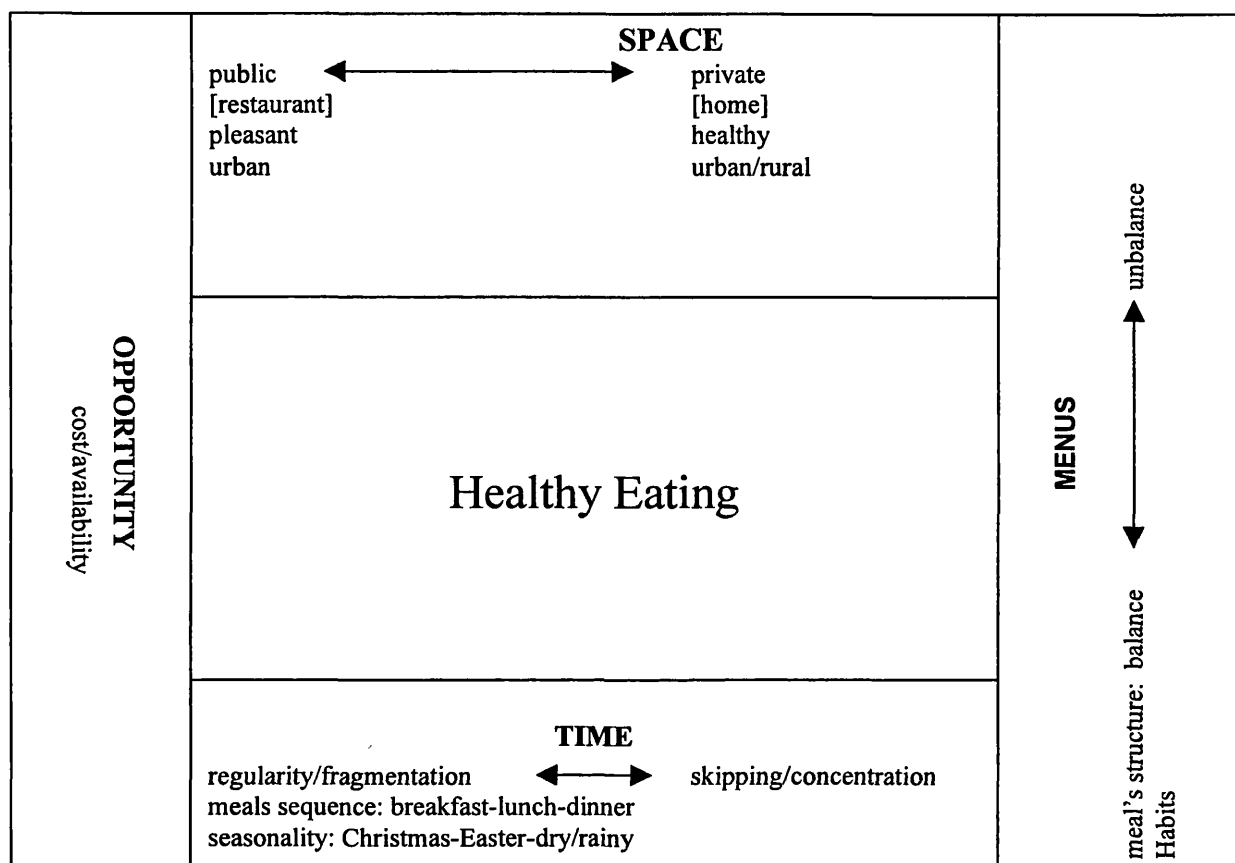 SPACE
public private
[restaurant] [home]
pleasant healthy
urban urban/rural
OPPORTUNITY
cost/availability
Healthy Eating
MENUS
meal's structure: balance unbalance
Habits
TIME
regularity/fragmentation skipping/concentration
meals sequence: breakfast-lunch-dinner
seasonality: Christmas-Easter-dry/rainy